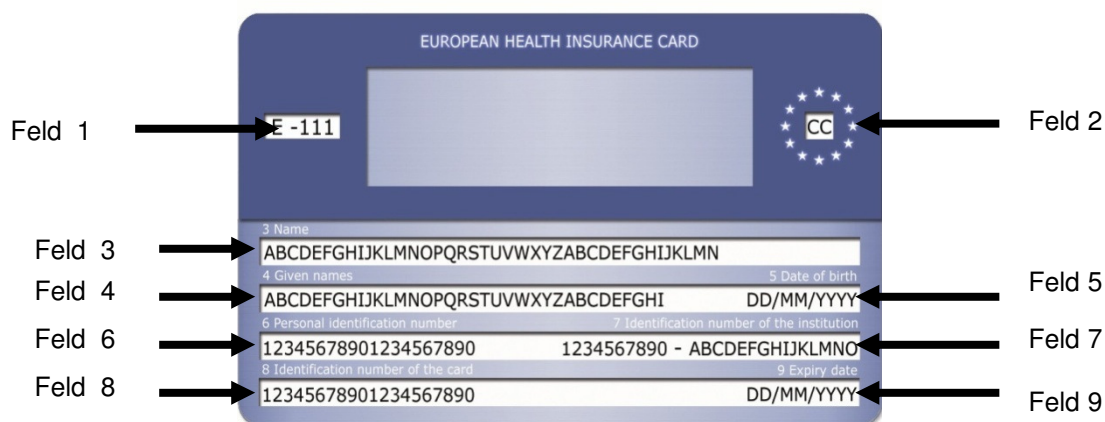 EUROPEAN HEALTH INSURANCE CARD
Feld 1 E -111 CC Feld 2
3 Name
Feld 3 ABCDEFGHIJKLMNOPQRSTUVWXYZABCDEFGHIJKLMN
4 Given names 5 Date of birth
Feld 4 ABCDEFGHIJKLMNOPQRSTUVWXYZABCDEFGHI DD/MM/YYYY Feld 5
6 Personal identification number 7 Identification number of the institution
Feld 6 12345678901234567890 1234567890 - ABCDEFGHIJKLMNO Feld 7
8 Identification number of the card 9 Expiry date
Feld 8 12345678901234567890 DD/MM/YYYY Feld 9